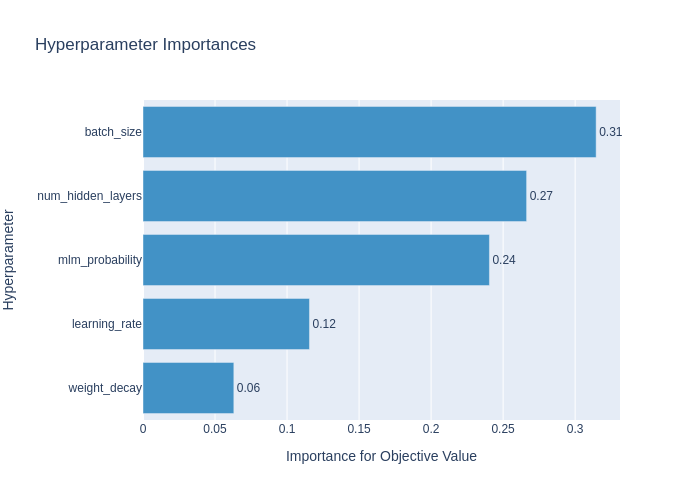 Hyperparameter Importances
Hyperparameter
batch_size 0.31
num_hidden_layers 0.27
mlm_probability 0.24
learning_rate 0.12
weight_decay 0.06
0 0.05 0.1 0.15 0.2 0.25 0.3
Importance for Objective Value